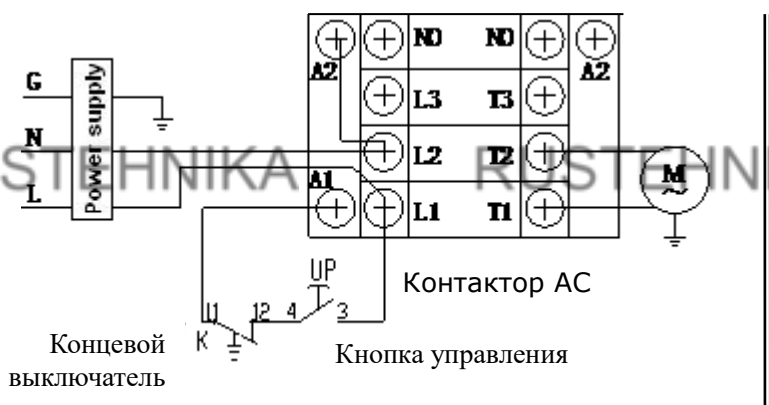 NO NO
A2 A2
G
L3 T3
Power supply
N
L2 T2
STEHNIKA RUSTEHNI
M
~
L
A1
L1 T1
UP
Контактор АС
11 12 4 3
K
Концевой
выключатель
Кнопка управления